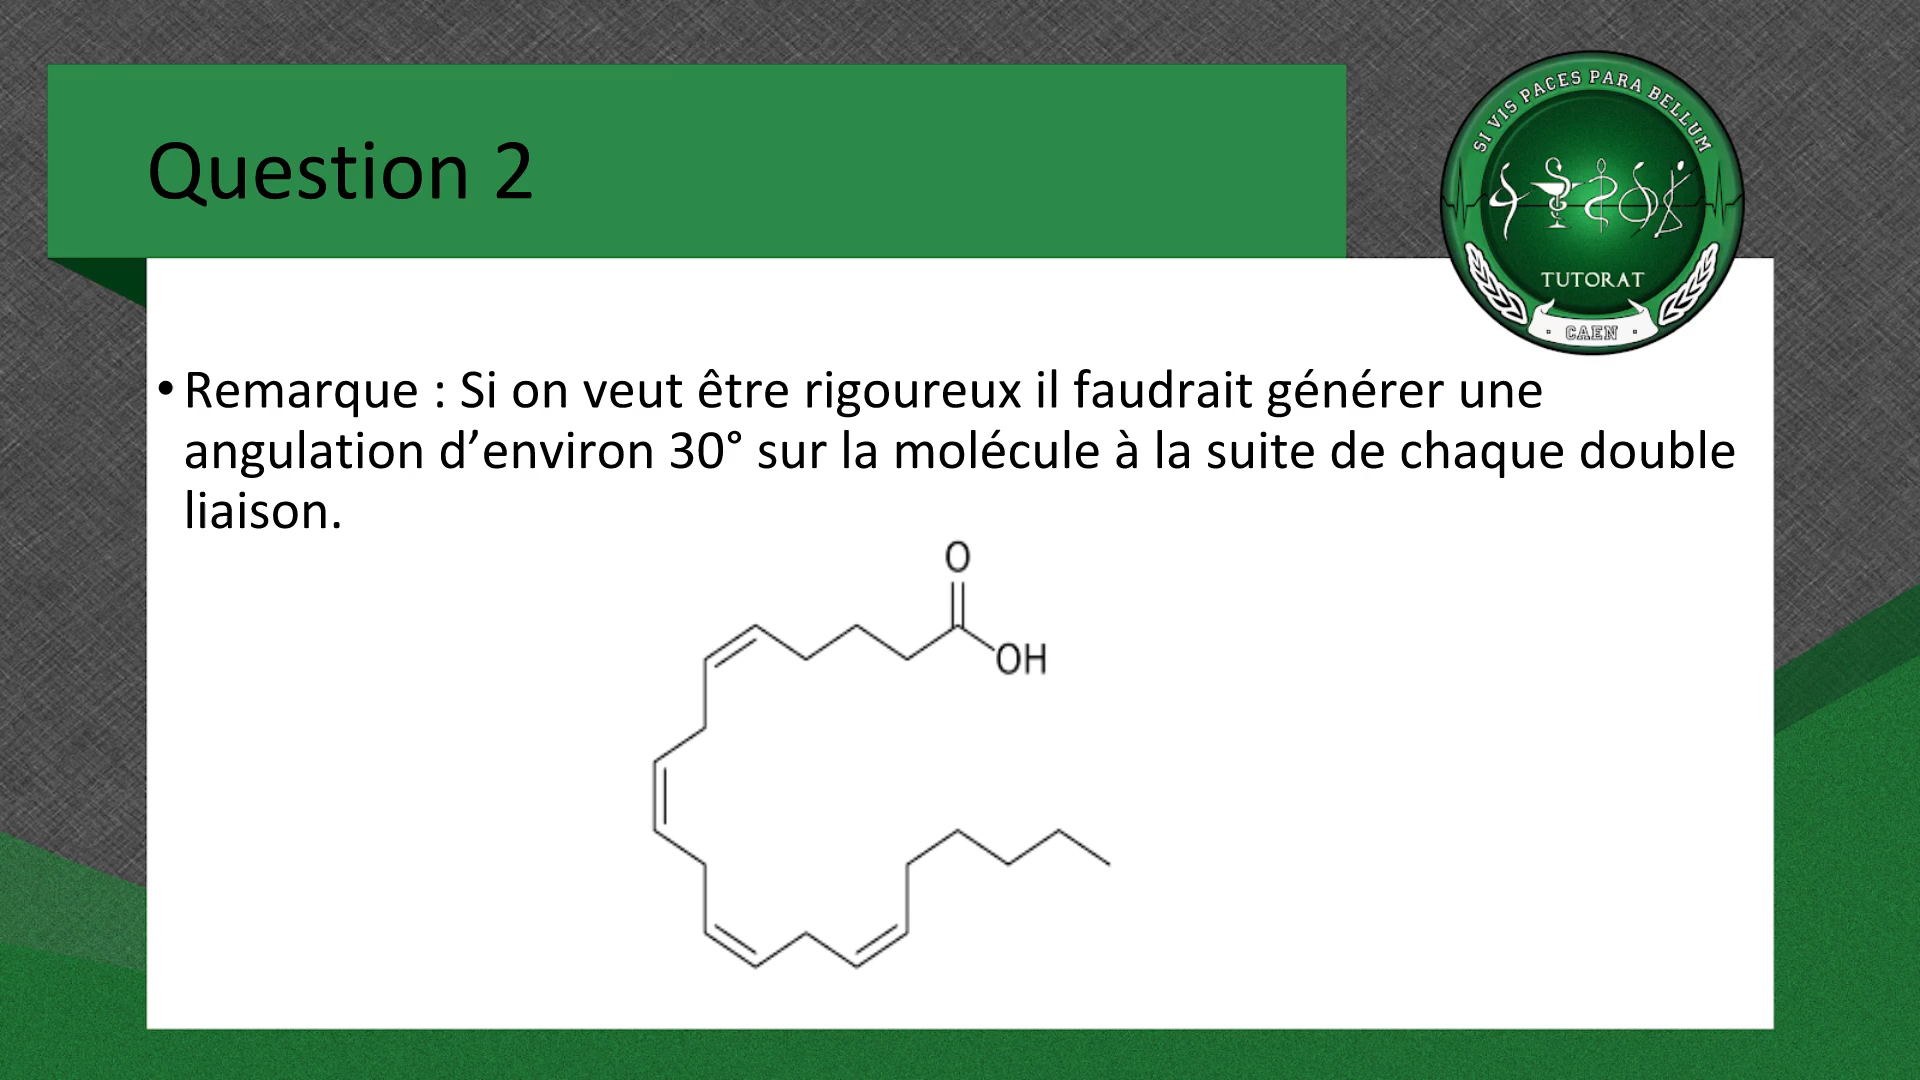 Question 2
SI VIS PACES PARA BELLUM
TUTORAT
· CAEN ·
• Remarque : Si on veut être rigoureux il faudrait générer une
angulation d’environ 30° sur la molécule à la suite de chaque double
liaison.
O
OH